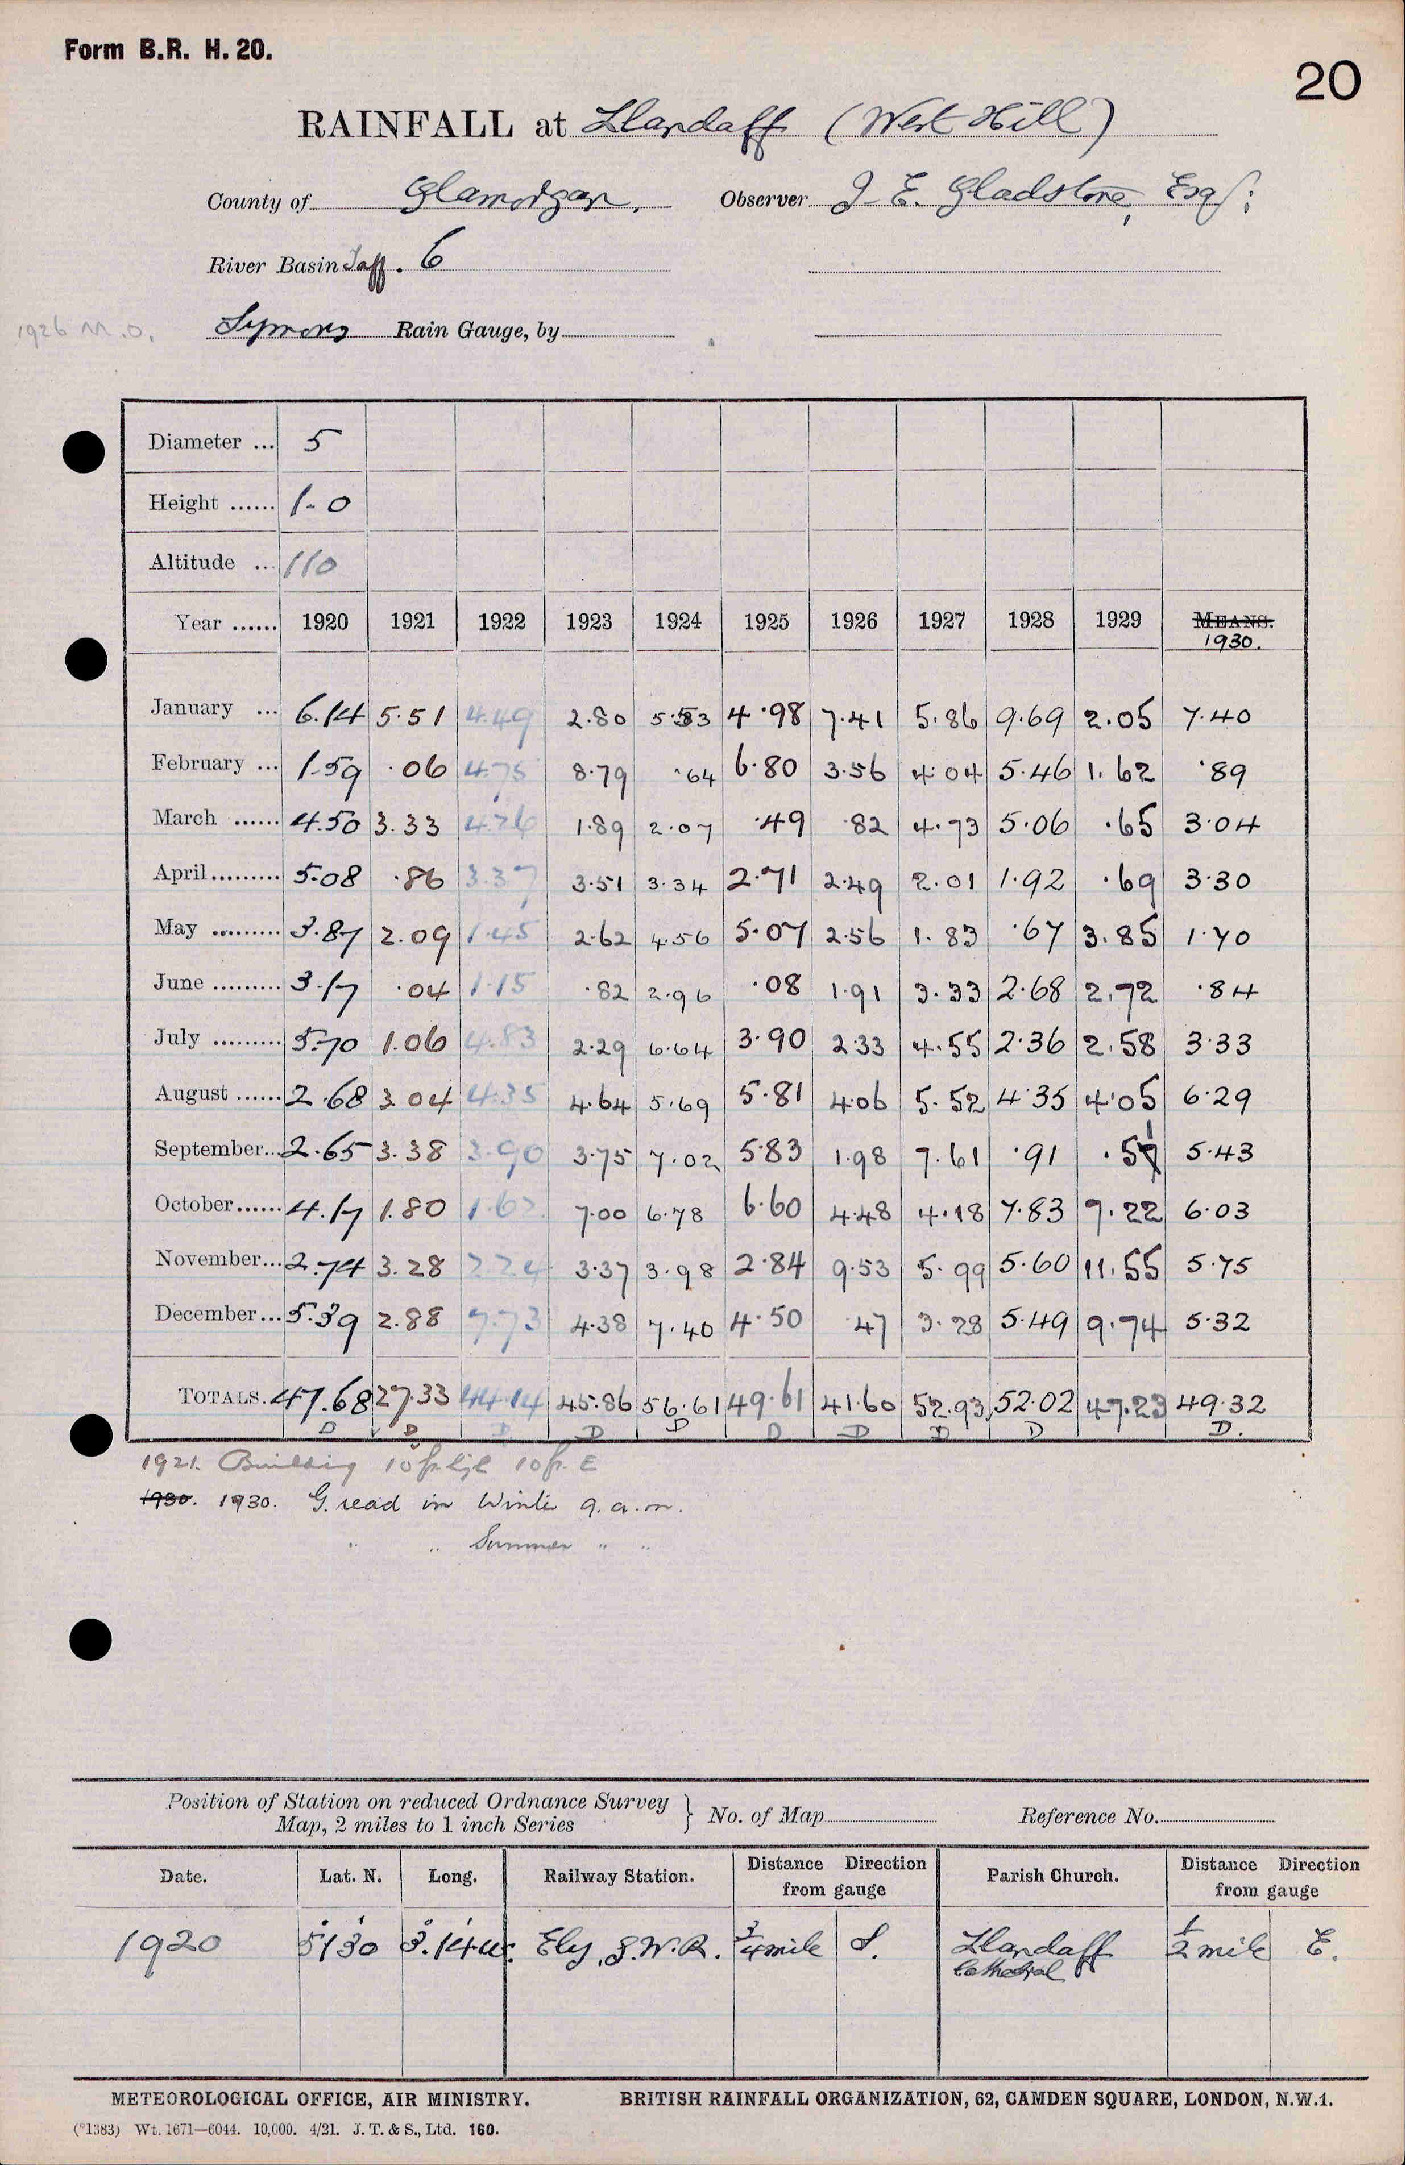 Form B.R. H. 20.
20
RAINFALL at Llandaff (West Hill)
County of Glamorgan. Observer J. E. Gladstone, Esq:
River Basin Taff. 6
1926 M.O. Symons Rain Gauge, by
Diameter ... 5
Height ...... 1-0
Altitude ... 110
Year ...... 1920 1921 1922 1923 1924 1925 1926 1927 1928 1929 MEANS. 1930.
January ... 6.14 5.51 4.49 2.80 5.53 4.98 7.41 5.86 9.69 2.05 7.40
February ... 1.59 .06 4.75 8.79 .64 6.80 3.56 4.04 5.46 1.62 .89
March ...... 4.50 3.33 4.26 1.89 2.07 .49 .82 4.73 5.06 .65 3.04
April ......... 5.08 .86 3.37 3.51 3.34 2.71 2.49 2.01 1.92 .69 3.30
May ......... 3.87 2.09 1.45 2.62 4.56 5.07 2.56 1.83 .67 3.85 1.70
June ......... 3.17 .04 1.15 .82 2.96 .08 1.91 3.33 2.68 2.72 .84
July ......... 5.70 1.06 4.83 2.29 6.64 3.90 2.33 4.55 2.36 2.58 3.33
August ...... 2.68 3.04 4.35 4.64 5.69 5.81 4.06 5.52 4.35 4.05 6.29
September... 2.65 3.38 3.90 3.75 7.02 5.83 1.98 7.61 .91 .51 5.43
October...... 4.17 1.80 1.62 7.00 6.78 6.60 4.48 4.18 7.83 7.22 6.03
November... 2.74 3.28 2.24 3.37 3.98 2.84 9.53 5.99 5.60 11.55 5.75
December... 5.39 2.88 7.73 4.38 7.40 4.50 .47 3.28 5.49 9.74 5.32
TOTALS. 47.68 27.33 44.14 45.86 56.61 49.61 41.60 52.93 52.02 47.23 49.32
D D D D D D D D D D.
1921. Building 10 ft. 10 ft. E
1930. 1930. G. read in Winter 9. a.m.
" " Summer " "
Position of Station on reduced Ordnance Survey Map, 2 miles to 1 inch Series } No. of Map Reference No.
Date. Lat. N. Long. Railway Station. Distance Direction from gauge Parish Church. Distance Direction from gauge
1920 51°30' 3°.14'W. Ely, G.W.R. 3/4 mile S. Llandaff Cathedral 1/2 mile E.
METEOROLOGICAL OFFICE, AIR MINISTRY. BRITISH RAINFALL ORGANIZATION, 62, CAMDEN SQUARE, LONDON, N.W.1.
(*1383) Wt. 1671—6044. 10,000. 4/21. J. T. & S., Ltd. 160.